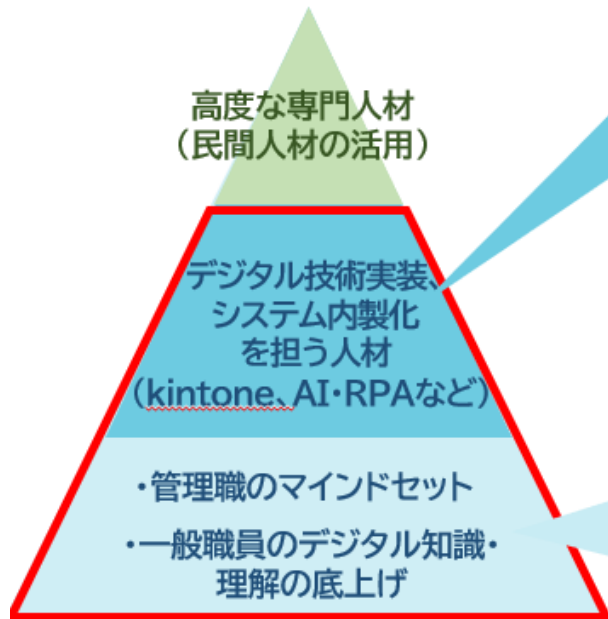 高度な専門人材
（民間人材の活用）
デジタル技術実装、
システム内製化
を担う人材
（kintone、AI・RPAなど）
・管理職のマインドセット
・一般職員のデジタル知識・
理解の底上げ